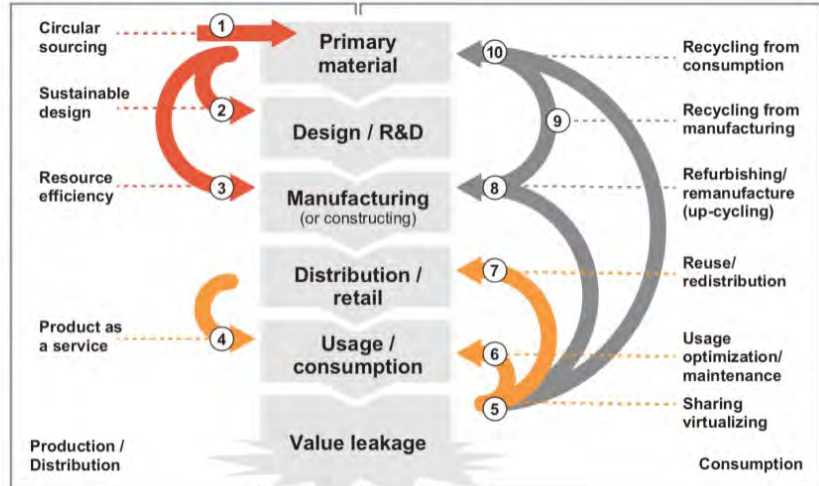 Circular
sourcing
1
Primary
material
10
Recycling from
consumption
Sustainable
design
2
Design / R&D
9
Recycling from
manufacturing
Resource
efficiency
3
Manufacturing
(or constructing)
8
Refurbishing/
remanufacture
(up-cycling)
Distribution /
retail
7
Reuse/
redistribution
Product as
a service
4
Usage /
consumption
6
Usage
optimization/
maintenance
5
Sharing
virtualizing
Value leakage
Production /
Distribution
Consumption